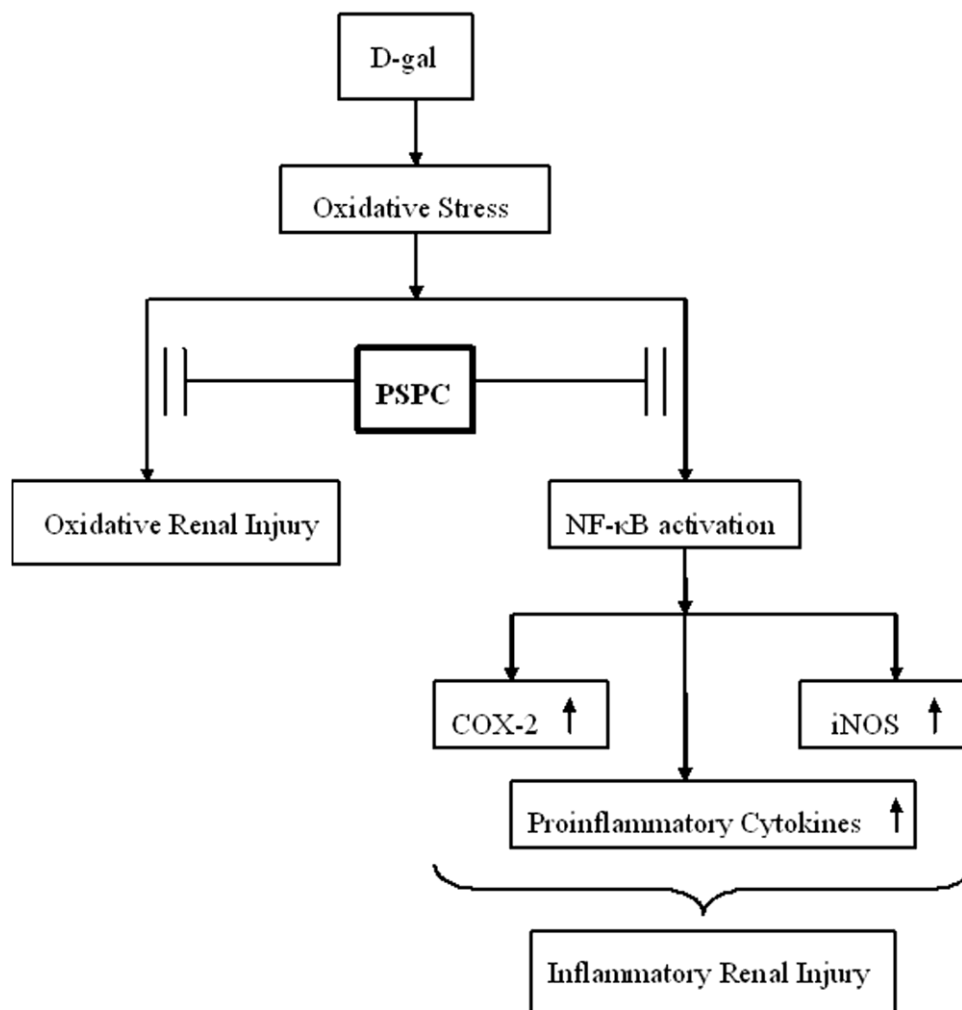 D-gal
Oxidative Stress
PSPC
Oxidative Renal Injury
NF-κB activation
COX-2 ↑
iNOS ↑
Proinflammatory Cytokines ↑
Inflammatory Renal Injury